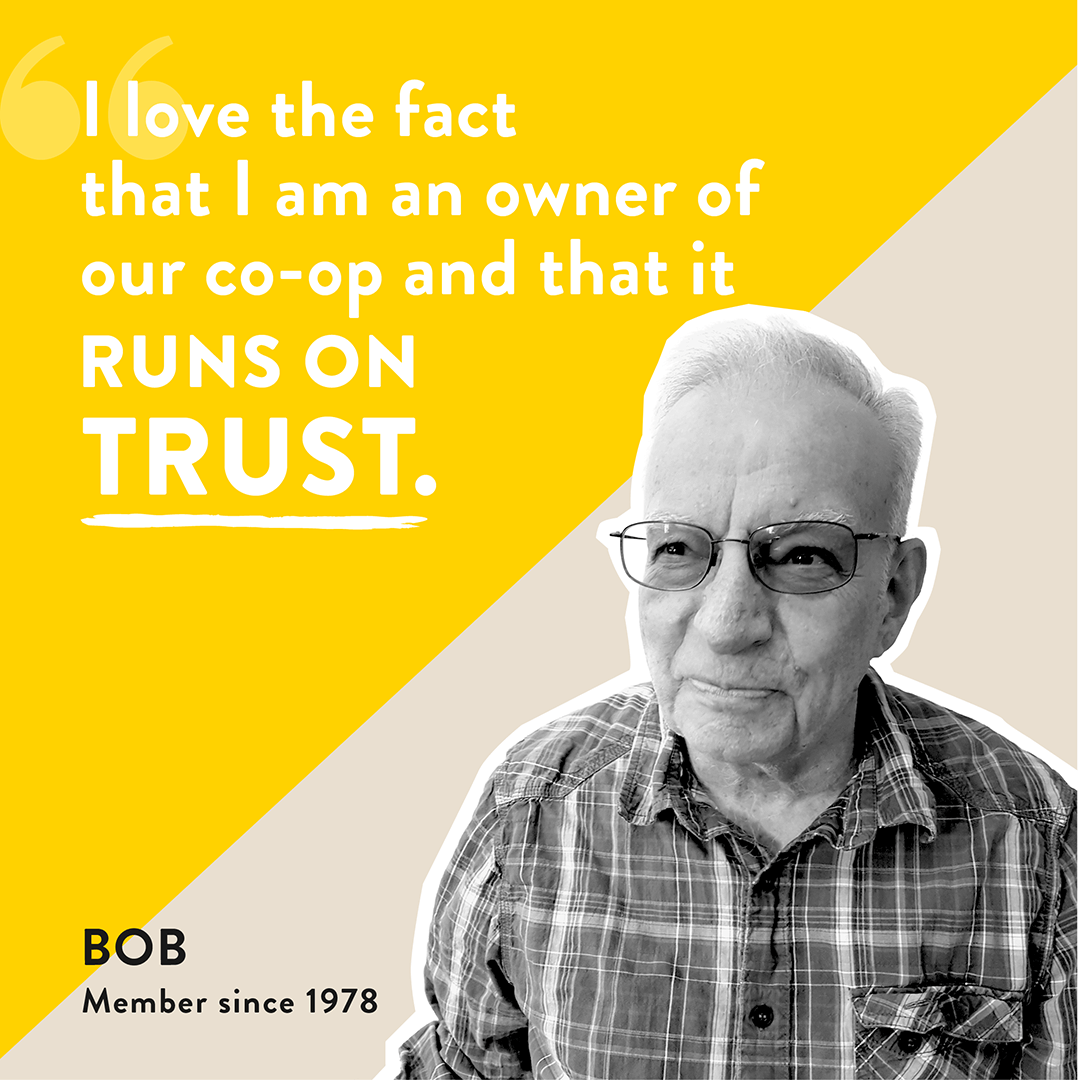 “I love the fact
that I am an owner of
our co-op and that it
RUNS ON
TRUST.
BOB
Member since 1978